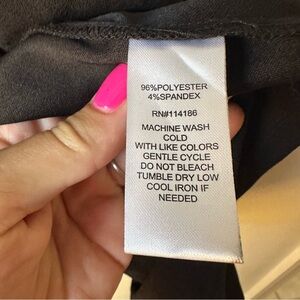 96%POLYESTER
4%SPANDEX
RN#114186
MACHINE WASH
COLD
WITH LIKE COLORS
GENTLE CYCLE
DO NOT BLEACH
TUMBLE DRY LOW
COOL IRON IF
NEEDED